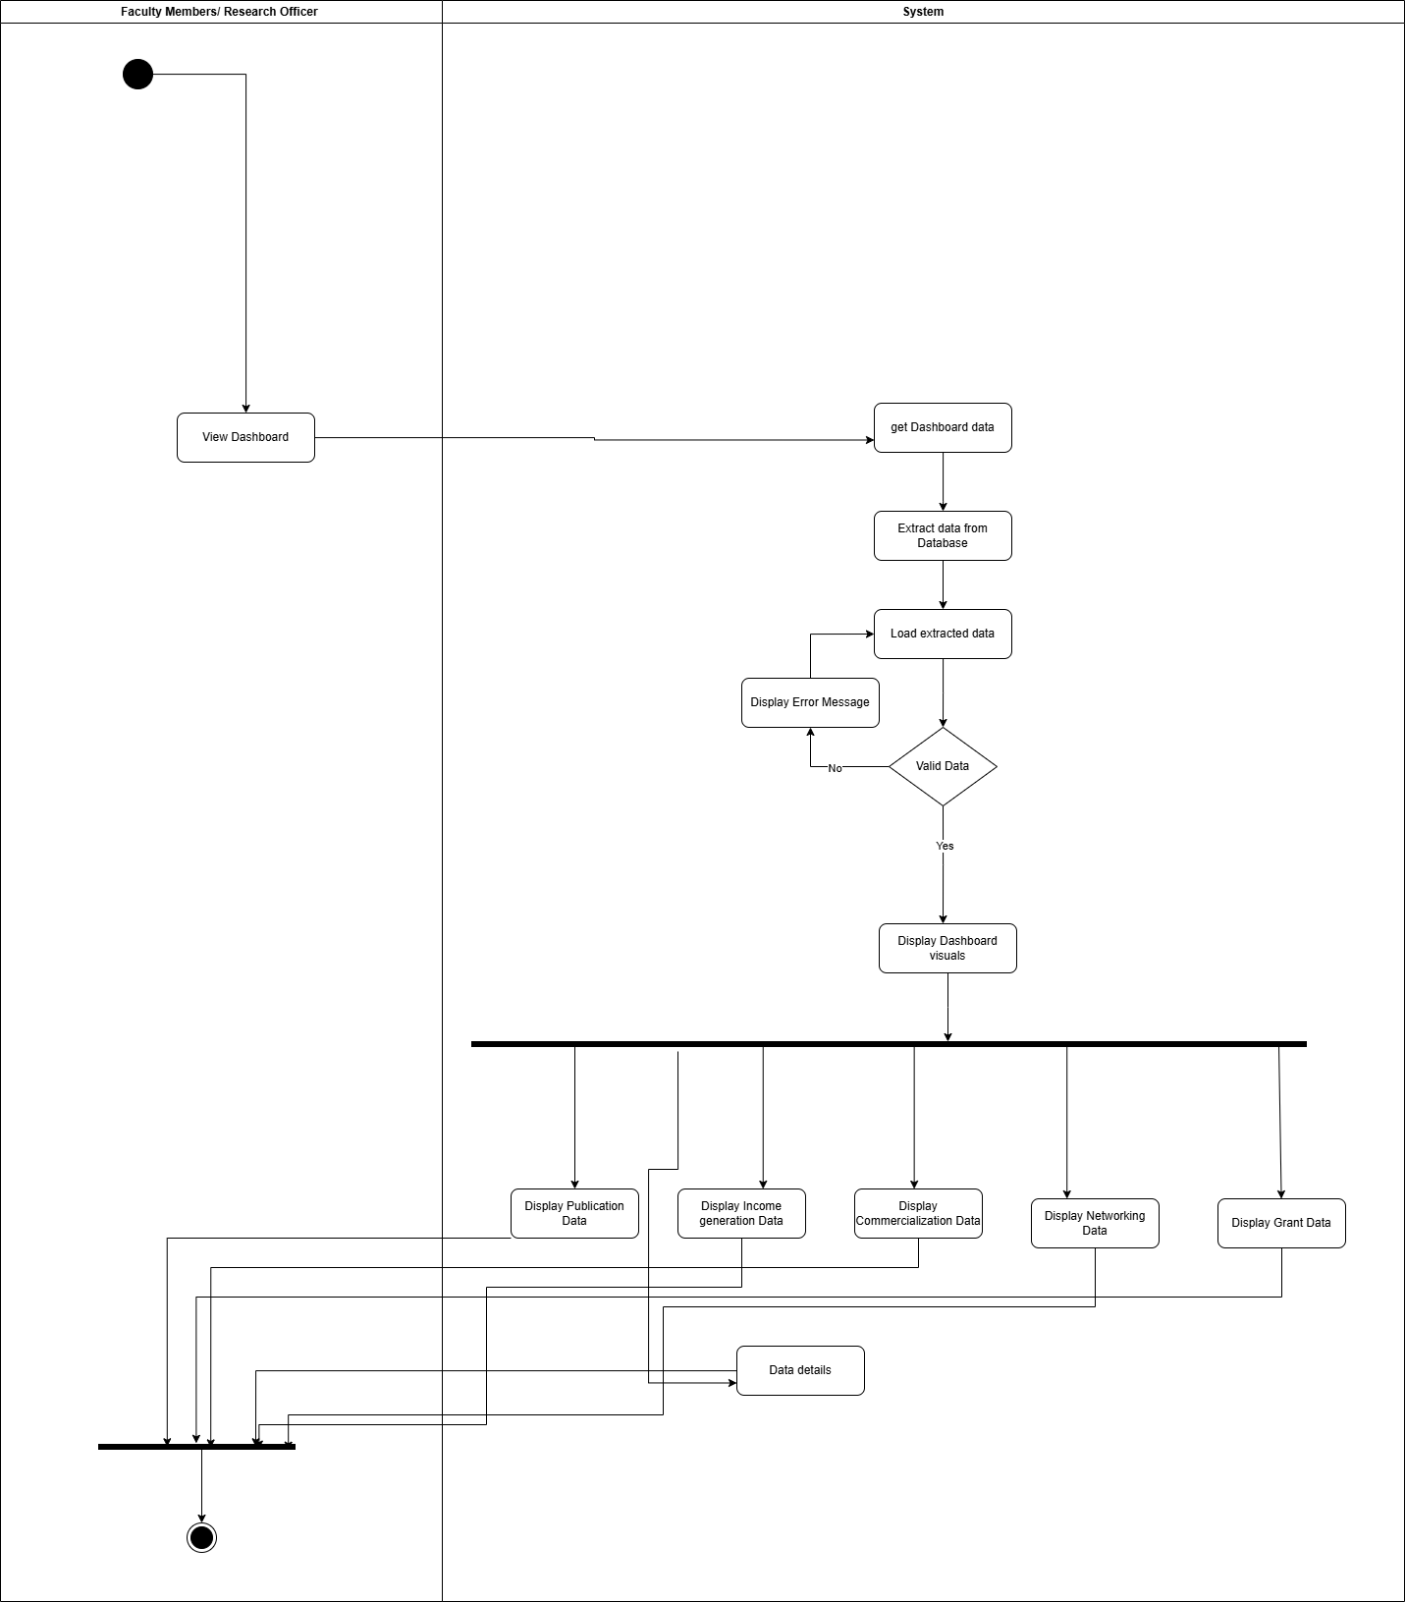 Faculty Members/ Research Officer
System
View Dashboard
get Dashboard data
Extract data from
Database
Load extracted data
Display Error Message
Valid Data
No
Yes
Display Dashboard
visuals
Display Publication
Data
Display Income
generation Data
Display
Commercialization Data
Display Networking
Data
Display Grant Data
Data details